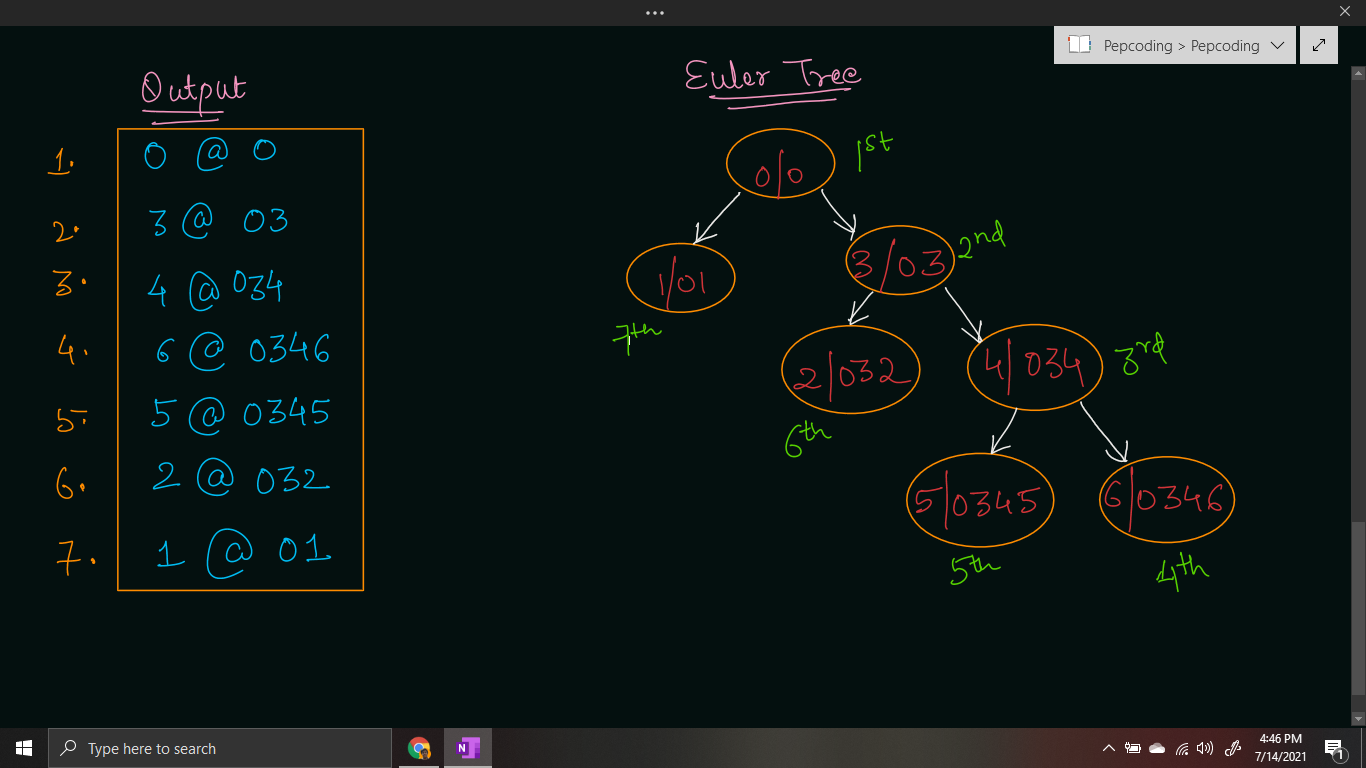 Pepcoding > Pepcoding
Output
Euler Tree
1. 0 @ 0
2. 3 @ 03
3. 4 @ 034
4. 6 @ 0346
5. 5 @ 0345
6. 2 @ 032
7. 1 @ 01
0/0 1st
1/01 7th
3/03 2nd
2|032 6th
4|034 3rd
5|0345 5th
6|0346 4th
Type here to search
4:46 PM
7/14/2021
1